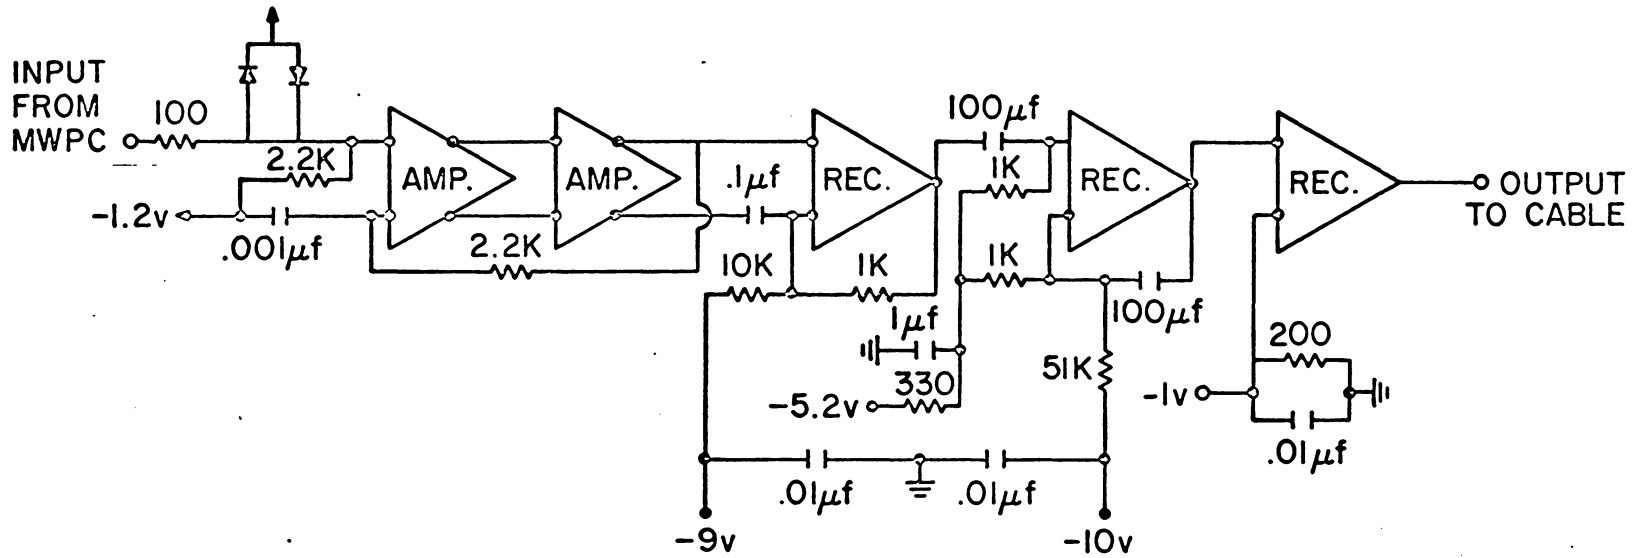 INPUT
FROM
MWPC
100
2.2K
-1.2v
.001μf
AMP.
AMP.
2.2K
.1μf
REC.
10K
1K
100μf
1K
1K
REC.
100μf
1μf
330
-5.2v
51K
REC.
OUTPUT
TO CABLE
200
-1v
.01μf
.01μf
.01μf
-9v
-10v